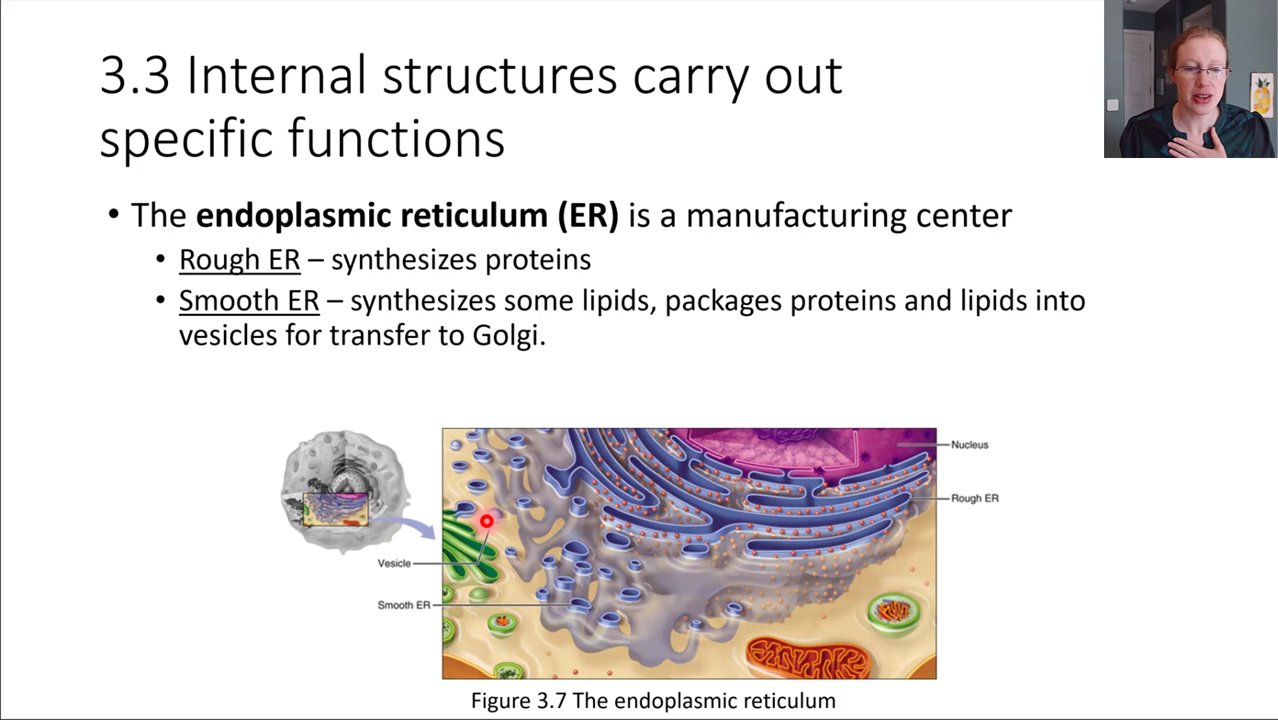 3.3 Internal structures carry out
specific functions
• The endoplasmic reticulum (ER) is a manufacturing center
• Rough ER – synthesizes proteins
• Smooth ER – synthesizes some lipids, packages proteins and lipids into
vesicles for transfer to Golgi.
Nucleus
Rough ER
Vesicle
Smooth ER
Figure 3.7 The endoplasmic reticulum